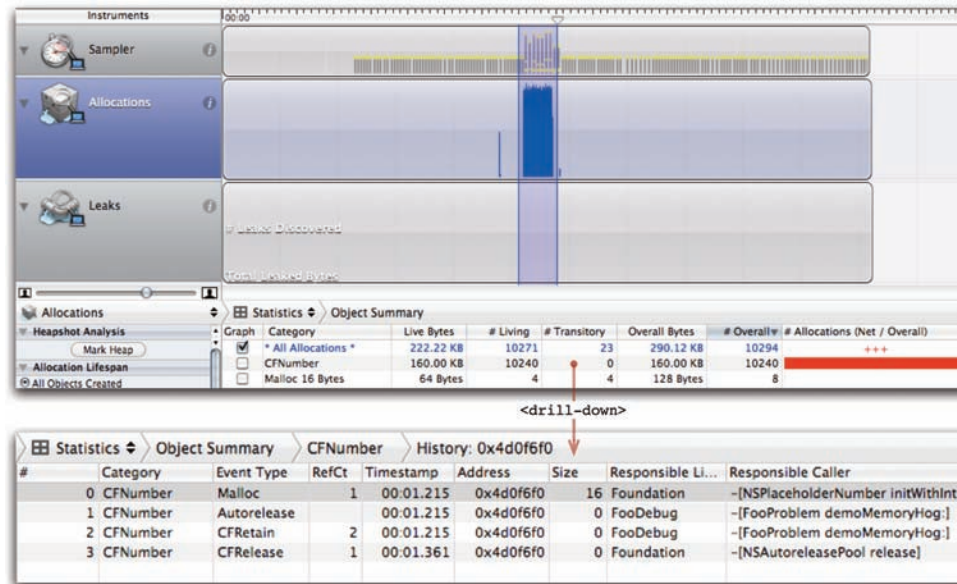 Instruments
00:00
Sampler
Allocations
Leaks
# Leaks Discovered
Total Leaked Bytes
Allocations
Statistics Object Summary
Heapshot Analysis
Graph Category Live Bytes # Living # Transitory Overall Bytes # Overall # Allocations (Net / Overall)
Mark Heap
* All Allocations * 222.22 KB 10271 23 290.12 KB 10294 +++
CFNumber 160.00 KB 10240 0 160.00 KB 10240
Allocation Lifespan
Malloc 16 Bytes 64 Bytes 4 4 128 Bytes 8
All Objects Created
<drill-down>
Statistics Object Summary CFNumber History: 0x4d0f6f0
# Category Event Type RefCt Timestamp Address Size Responsible Li... Responsible Caller
0 CFNumber Malloc 1 00:01.215 0x4d0f6f0 16 Foundation -[NSPlaceholderNumber initWithInt
1 CFNumber Autorelease 00:01.215 0x4d0f6f0 0 FooDebug -[FooProblem demoMemoryHog:]
2 CFNumber CFRetain 2 00:01.215 0x4d0f6f0 0 FooDebug -[FooProblem demoMemoryHog:]
3 CFNumber CFRelease 1 00:01.361 0x4d0f6f0 0 Foundation -[NSAutoreleasePool release]